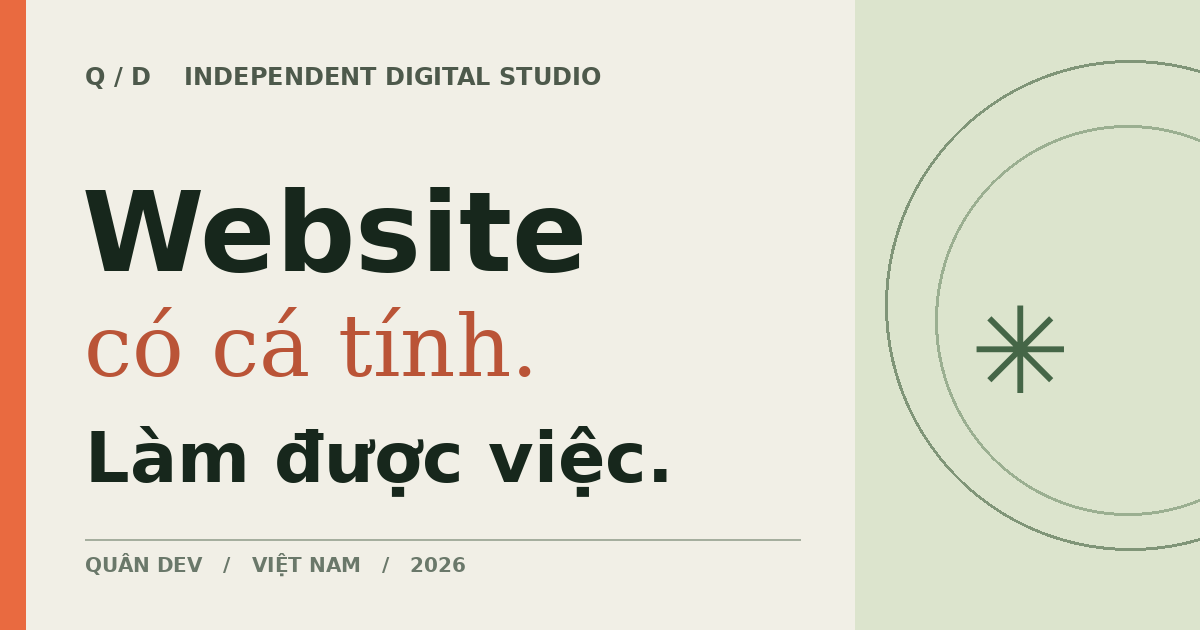 Q / D INDEPENDENT DIGITAL STUDIO
Website
có cá tính.
Làm được việc.
QUÂN DEV / VIỆT NAM / 2026